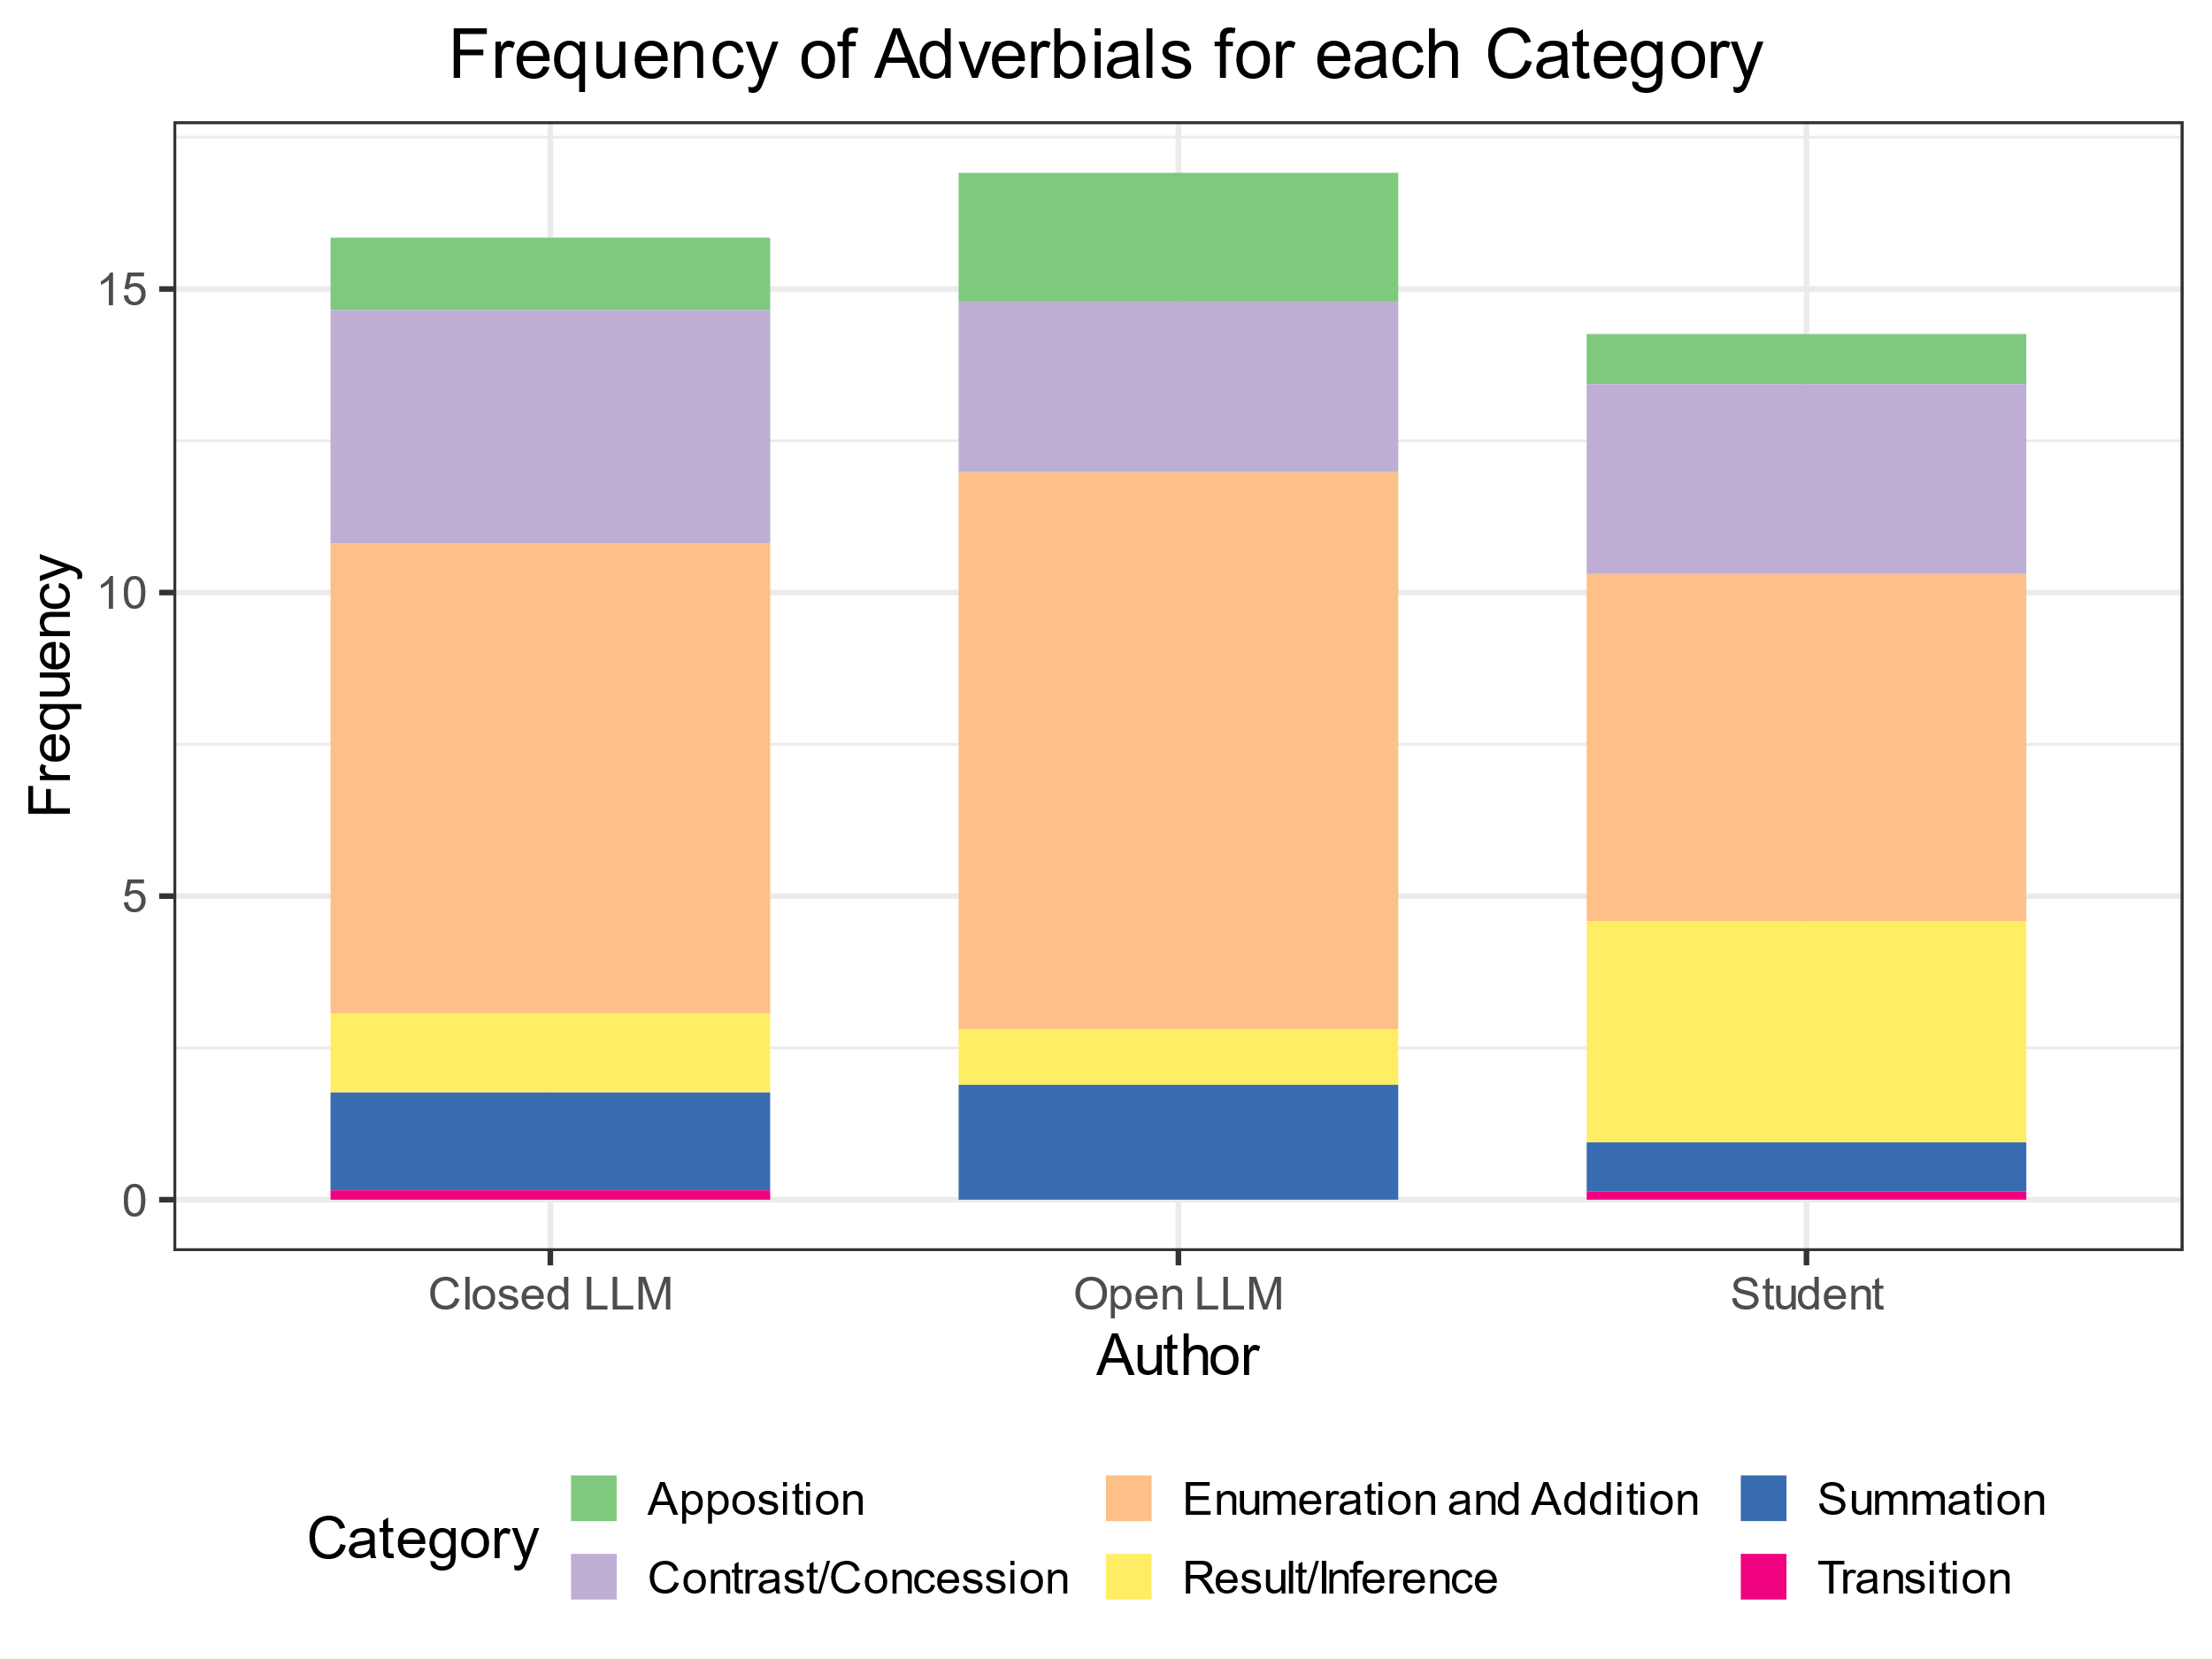 Frequency of Adverbials for each Category
Frequency
15
10
5
0
Closed LLM
Open LLM
Student
Author
Category
Apposition
Enumeration and Addition
Summation
Contrast/Concession
Result/Inference
Transition